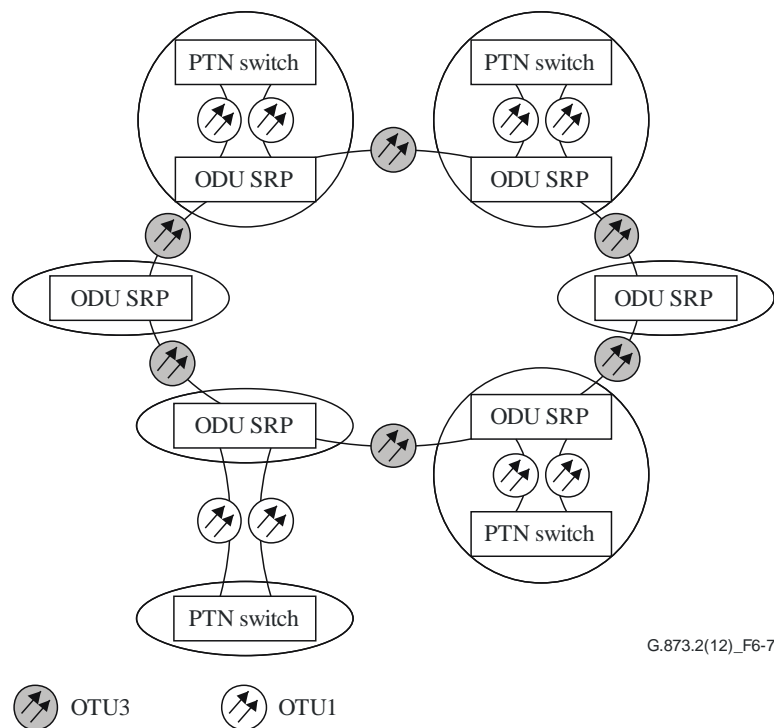 PTN switch
PTN switch
ODU SRP
ODU SRP
ODU SRP
ODU SRP
ODU SRP
ODU SRP
PTN switch
PTN switch
G.873.2(12)_F6-7
OTU3
OTU1